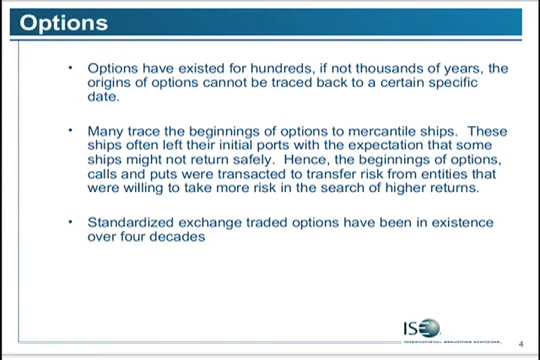 Options
• Options have existed for hundreds, if not thousands of years, the
origins of options cannot be traced back to a certain specific
date.
• Many trace the beginnings of options to mercantile ships. These
ships often left their initial ports with the expectation that some
ships might not return safely. Hence, the beginnings of options,
calls and puts were transacted to transfer risk from entities that
were willing to take more risk in the search of higher returns.
• Standardized exchange traded options have been in existence
over four decades
ISE
INTERNATIONAL SECURITIES EXCHANGE
4